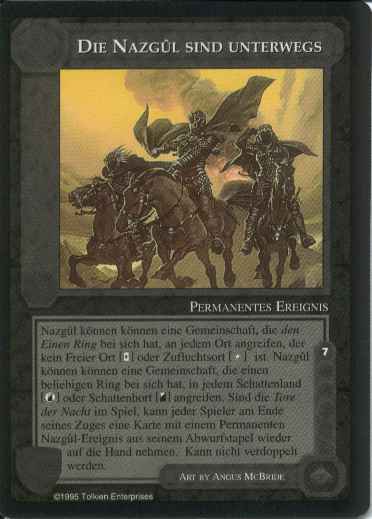 DIE NAZGÛL SIND UNTERWEGS
PERMANENTES EREIGNIS
Nazgûl können können eine Gemeinschaft, die den
Einen Ring bei sich hat, an jedem Ort angreifen, der
kein Freier Ort [ ] oder Zufluchtsort [ ] ist. Nazgûl
können können eine Gemeinschaft, die einen
beliebigen Ring bei sich hat, in jedem Schattenland
[ ] oder Schattenhort [ ] angreifen. Sind die Tore
der Nacht im Spiel, kann jeder Spieler am Ende
seines Zuges eine Karte mit einem Permanenten
Nazgûl-Ereignis aus seinem Abwurfstapel wieder
auf die Hand nehmen. Kann nicht verdoppelt
werden.
7
ART BY ANGUS MCBRIDE
©1995 Tolkien Enterprises